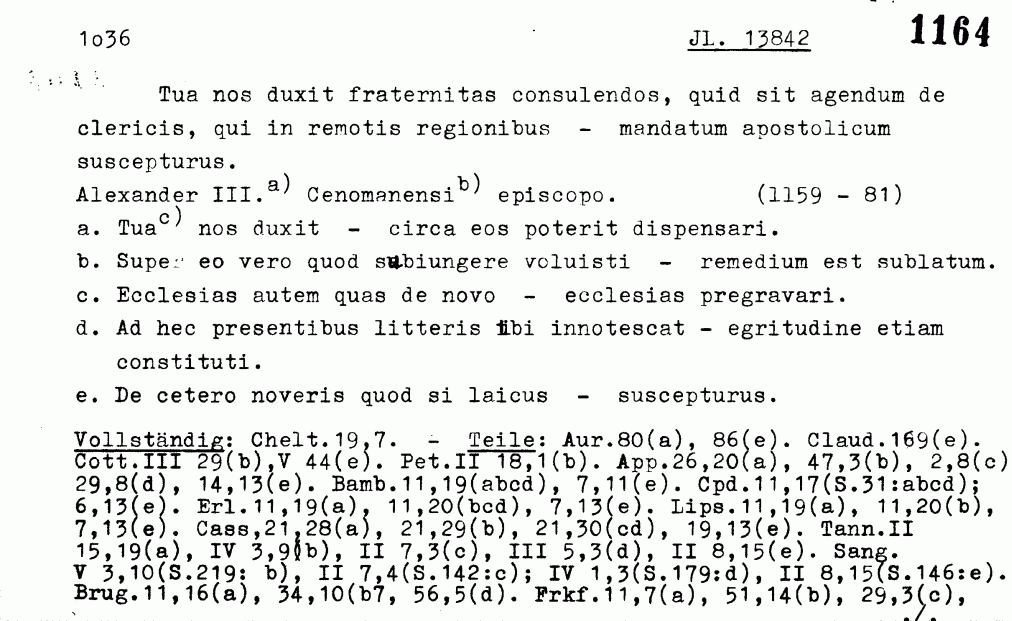 1o36 JL. 13842 1164
Tua nos duxit fraternitas consulendos, quid sit agendum de
clericis, qui in remotis regionibus - mandatum apostolicum
suscepturus.
Alexander III.a) Cenomanensib) episcopo. (1159 - 81)
a. Tuac) nos duxit - circa eos poterit dispensari.
b. Super eo vero quod subiungere voluisti - remedium est sublatum.
c. Ecclesias autem quas de novo - ecclesias pregravari.
d. Ad hec presentibus litteris tibi innotescat - egritudine etiam
constituti.
e. De cetero noveris quod si laicus - suscepturus.
Vollständig: Chelt.19,7. - Teile: Aur.80(a), 86(e). Claud.169(e).
Cott.III 29(b),V 44(e). Pet.II 18,1(b). App.26,20(a), 47,3(b), 2,8(c)
29,8(d), 14,13(e). Bamb.11,19(abcd), 7,11(e). Cpd.11,17(S.31:abcd);
6,13(e). Erl.11,19(a), 11,20(bcd), 7,13(e). Lips.11,19(a), 11,20(b),
7,13(e). Cass,21,28(a), 21,29(b), 21,30(cd), 19,13(e). Tann.II
15,19(a), IV 3,9(b), II 7,3(c), III 5,3(d), II 8,15(e). Sang.
V 3,10(S.219: b), II 7,4(S.142:c); IV 1,3(S.179:d), II 8,15(S.146:e).
Brug.11,16(a), 34,10(b7, 56,5(d). Frkf.11,7(a), 51,14(b), 29,3(c),
./.